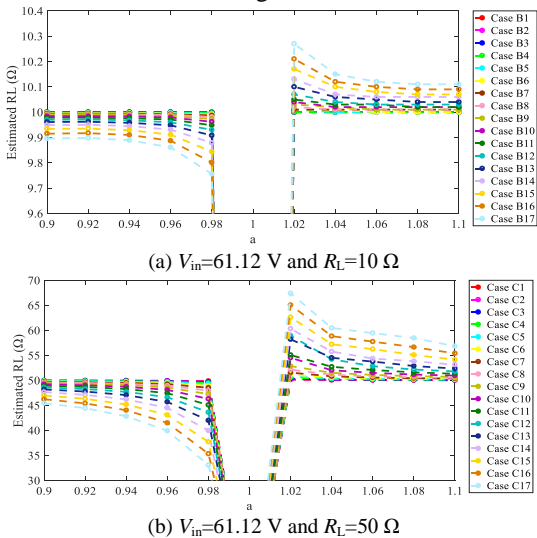 10.4
10.3
10.2
10.1
10.0
9.9
9.8
9.7
9.6
Estimated RL (Ω)
0.9 0.92 0.94 0.96 0.98 1 1.02 1.04 1.06 1.08 1.1
a
Case B1
Case B2
Case B3
Case B4
Case B5
Case B6
Case B7
Case B8
Case B9
Case B10
Case B11
Case B12
Case B13
Case B14
Case B15
Case B16
Case B17
(a) Vin=61.12 V and RL=10 Ω
70
65
60
55
50
45
40
35
30
Estimated RL (Ω)
0.9 0.92 0.94 0.96 0.98 1 1.02 1.04 1.06 1.08 1.1
a
Case C1
Case C2
Case C3
Case C4
Case C5
Case C6
Case C7
Case C8
Case C9
Case C10
Case C11
Case C12
Case C13
Case C14
Case C15
Case C16
Case C17
(b) Vin=61.12 V and RL=50 Ω